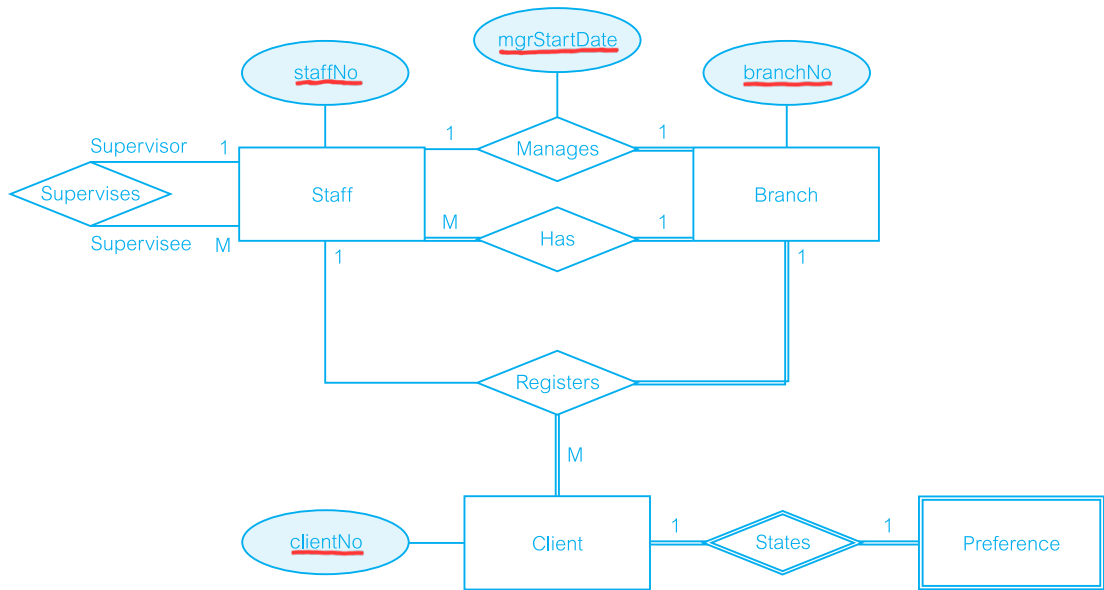 mgrStartDate
staffNo
branchNo
1
Manages
1
Supervisor
1
Supervises
Staff
Branch
Supervisee
M
M
Has
1
1
1
Registers
M
clientNo
Client
1
States
1
Preference